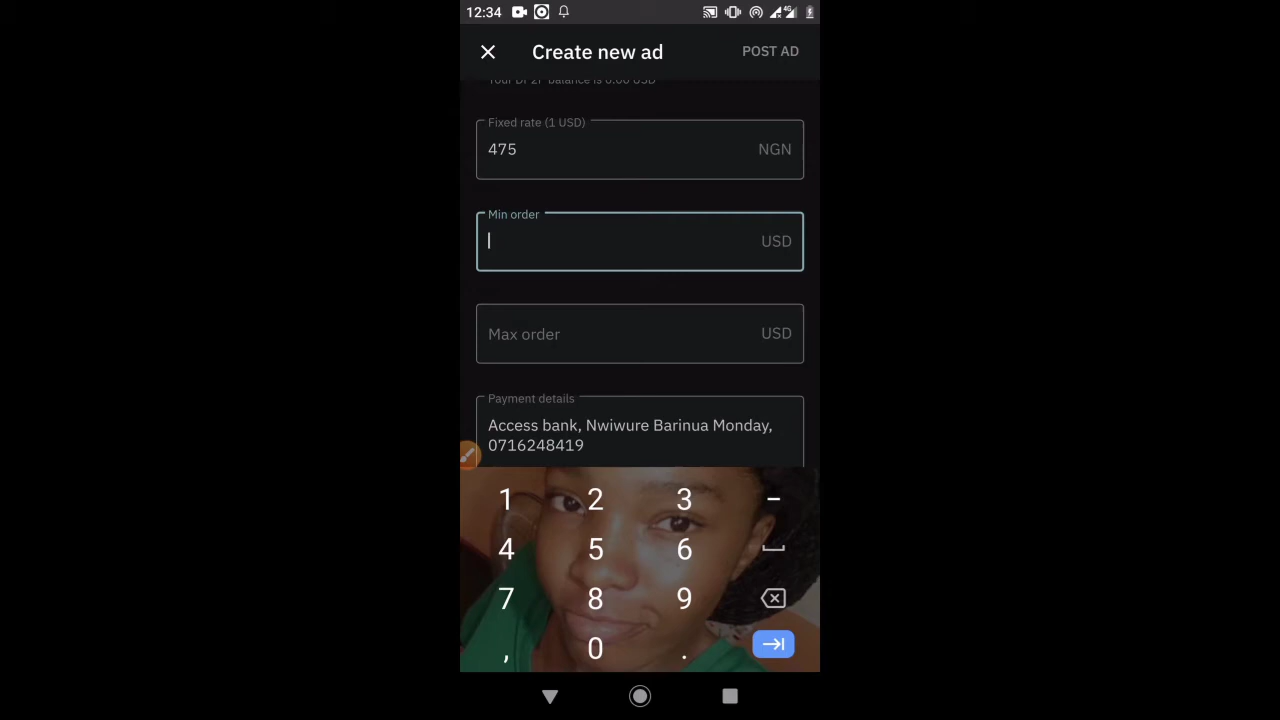 12:34
4G
Create new ad
POST AD
Your DP2P balance is 0.00 USD
Fixed rate (1 USD)
475 NGN
Min order
USD
Max order USD
Payment details
Access bank, Nwiwure Barinua Monday,
0716248419
1 2 3 -
4 5 6
7 8 9
, 0 .